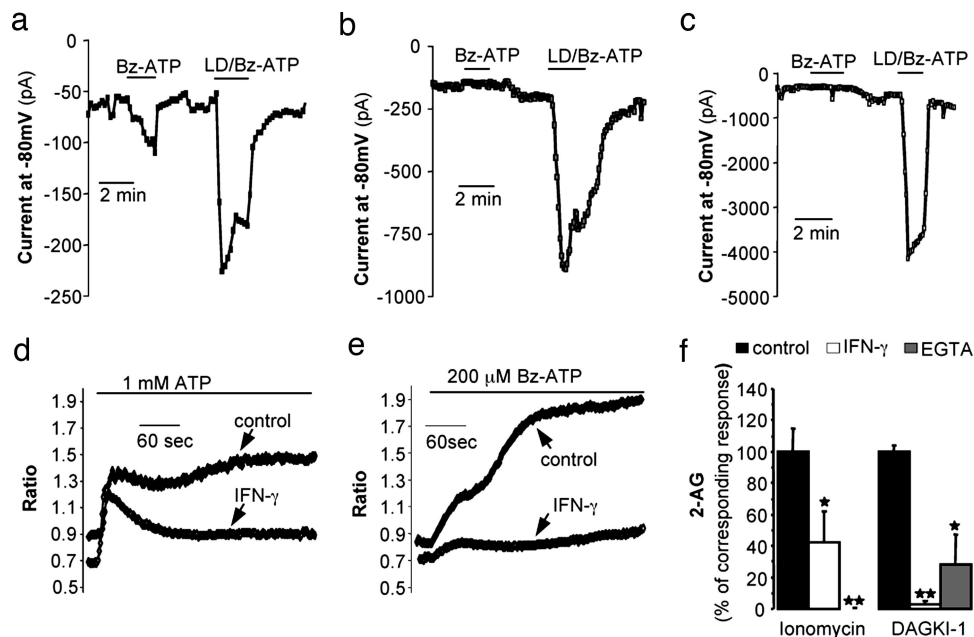 a
0
-50
-100
-150
-200
-250
Current at -80mV (pA)
Bz-ATP
LD/Bz-ATP
2 min
b
0
-250
-500
-750
-1000
Current at -80mV (pA)
Bz-ATP
LD/Bz-ATP
2 min
c
0
-1000
-2000
-3000
-4000
-5000
Current at -80mV (pA)
Bz-ATP
LD/Bz-ATP
2 min
d
1 mM ATP
1.9
1.7
1.5
1.3
1.1
0.9
0.7
0.5
Ratio
60 sec
control
IFN-γ
e
200 μM Bz-ATP
1.9
1.7
1.5
1.3
1.1
0.9
0.7
0.5
Ratio
60sec
control
IFN-γ
f
control IFN-γ EGTA
140
120
100
80
60
40
20
0
2-AG
(% of corresponding response)
★
★★
★★
★
Ionomycin DAGKI-1